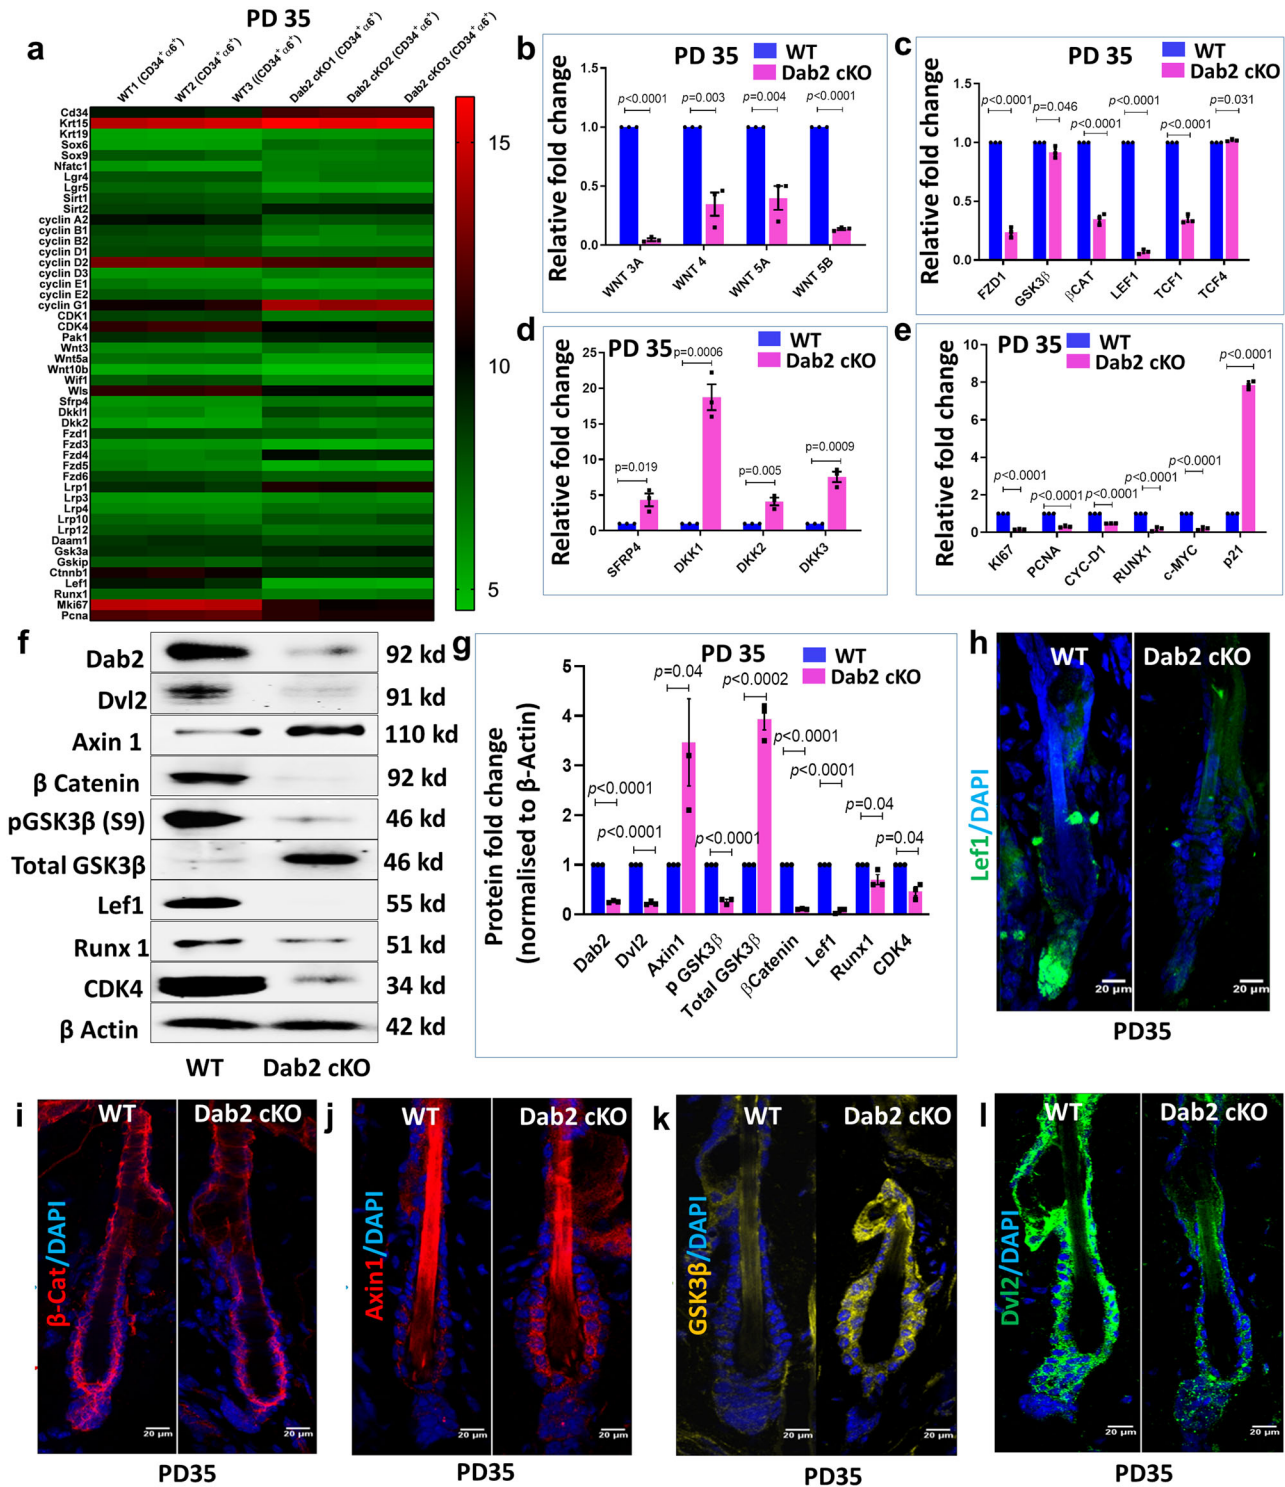 PD 35
a
WT1 (CD34+α6+)
WT2 (CD34+α6+)
WT3 ((CD34+α6+)
Dab2 cKO1 (CD34+α6+)
Dab2 cKO2 (CD34+α6+)
Dab2 cKO3 (CD34+α6+)
Cd34
Krt15
Krt19
Sox6
Sox9
Nfatc1
Lgr4
Lgr5
Sirt1
Sirt2
cyclin A2
cyclin B1
cyclin B2
cyclin D1
cyclin D2
cyclin D3
cyclin E1
cyclin E2
cyclin G1
CDK1
CDK4
Pak1
Wnt3
Wnt5a
Wnt10b
Wif1
Wls
Sfrp4
Dkkl1
Dkk2
Fzd1
Fzd3
Fzd4
Fzd5
Fzd6
Lrp1
Lrp3
Lrp4
Lrp10
Lrp12
Daam1
Gsk3a
Gskip
Ctnnb1
Lef1
Runx1
Mki67
Pcna
15
10
5
b
PD 35
WT
Dab2 cKO
Relative fold change
1.5
1.0
0.5
0.0
p<0.0001
p=0.003
p=0.004
p<0.0001
WNT 3A
WNT 4
WNT 5A
WNT 5B
c
PD 35
WT
Dab2 cKO
Relative fold change
1.5
1.0
0.5
0.0
p<0.0001
p=0.046
p<0.0001
p<0.0001
p<0.0001
p=0.031
FZD1
GSK3β
βCAT
LEF1
TCF1
TCF4
d
PD 35
WT
Dab2 cKO
Relative fold change
25
20
15
10
5
0
p=0.019
p=0.0006
p=0.005
p=0.0009
SFRP4
DKK1
DKK2
DKK3
e
PD 35
WT
Dab2 cKO
Relative fold change
10
8
6
4
2
0
p<0.0001
p<0.0001
p<0.0001
p<0.0001
p<0.0001
p<0.0001
KI67
PCNA
CYC-D1
RUNX1
c-MYC
p21
f
Dab2 92 kd
Dvl2 91 kd
Axin 1 110 kd
β Catenin 92 kd
pGSK3β (S9) 46 kd
Total GSK3β 46 kd
Lef1 55 kd
Runx 1 51 kd
CDK4 34 kd
β Actin 42 kd
WT Dab2 cKO
g
PD 35
WT
Dab2 cKO
Protein fold change
(normalised to β-Actin)
5
4
3
2
1
0
p<0.0001
p<0.0001
p=0.04
p<0.0001
p<0.0002
p<0.0001
p<0.0001
p=0.04
p=0.04
Dab2
Dvl2
Axin1
p GSK3β
Total GSK3β
βCatenin
Lef1
Runx1
CDK4
h
WT Dab2 cKO
Lef1/DAPI
20 µm 20 µm
PD35
i
WT Dab2 cKO
β-Cat/DAPI
20 µm 20 µm
PD35
j
WT Dab2 cKO
Axin1/DAPI
20 µm 20 µm
PD35
k
WT Dab2 cKO
GSK3β/DAPI
20 µm 20 µm
PD35
l
WT Dab2 cKO
Dvl2/DAPI
20 µm 20 µm
PD35